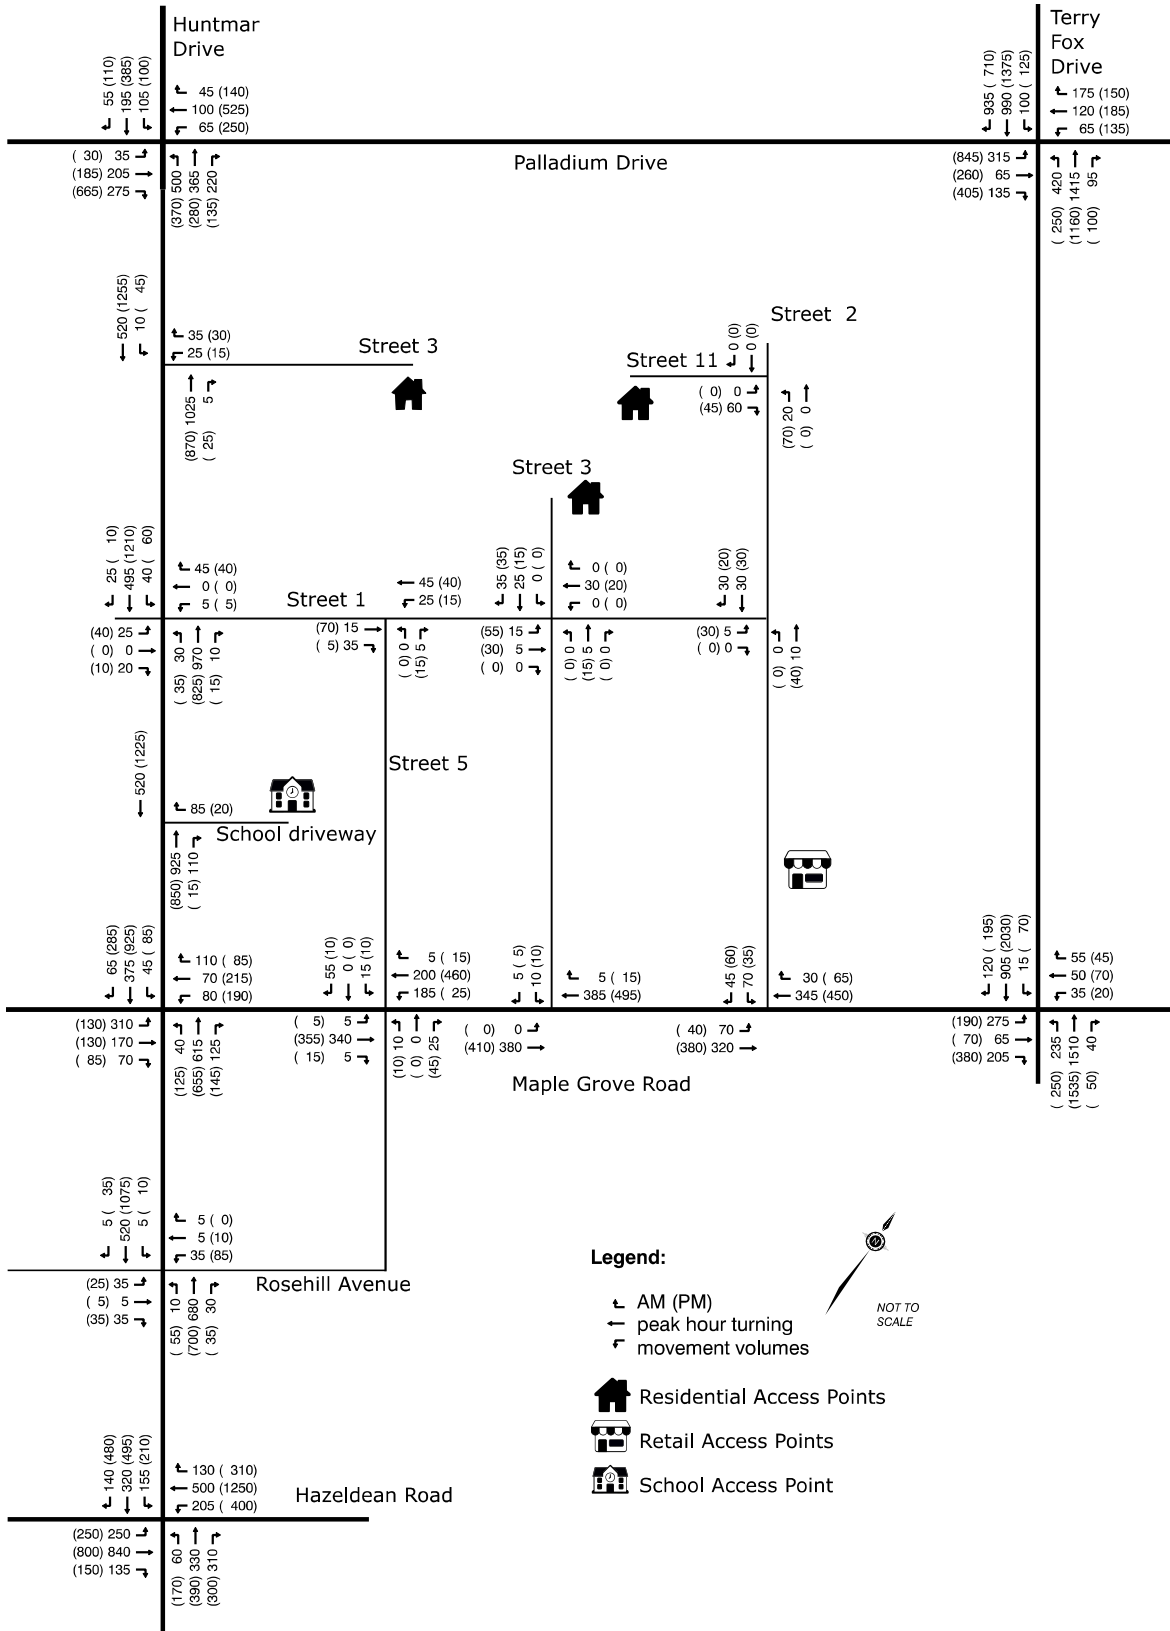 Huntmar
Drive
Terry
Fox
Drive
55 (110)
195 (385)
105 (100)
45 (140)
100 (525)
65 (250)
935 ( 710)
990 (1375)
100 ( 125)
175 (150)
120 (185)
65 (135)
Palladium Drive
( 30) 35
(185) 205
(665) 275
(370) 500
(280) 365
(135) 220
(845) 315
(260) 65
(405) 135
( 250) 420
(1160) 1415
( 100) 95
520 (1255)
10 ( 45)
35 (30)
25 (15)
Street 3
(870) 1025
( 25) 5
Street 2
0 (0)
0 (0)
Street 11
( 0) 0
(45) 60
(70) 20
( 0) 0
Street 3
25 ( 10)
495 (1210)
40 ( 60)
45 (40)
0 ( 0)
5 ( 5)
Street 1
45 (40)
25 (15)
35 (35)
25 (15)
0 ( 0)
0 ( 0)
30 (20)
0 ( 0)
30 (20)
30 (30)
(40) 25
( 0) 0
(10) 20
( 35) 30
(825) 970
( 15) 10
(70) 15
( 5) 35
( 0) 0
(15) 5
(55) 15
(30) 5
( 0) 0
( 0) 0
(15) 5
( 0) 0
(30) 5
( 0) 0
( 0) 0
(40) 10
Street 5
520 (1225)
85 (20)
School driveway
(850) 925
( 15) 110
65 (285)
375 (925)
45 ( 85)
110 ( 85)
70 (215)
80 (190)
55 (10)
0 ( 0)
15 (10)
5 ( 15)
200 (460)
185 ( 25)
5 ( 5)
10 (10)
5 ( 15)
385 (495)
45 (60)
70 (35)
30 ( 65)
345 (450)
120 ( 195)
905 (2030)
15 ( 70)
55 (45)
50 (70)
35 (20)
(130) 310
(130) 170
( 85) 70
(125) 40
(655) 615
(145) 125
( 5) 5
(355) 340
( 15) 5
(10) 10
( 0) 0
(45) 25
( 0) 0
(410) 380
( 40) 70
(380) 320
(190) 275
( 70) 65
(380) 205
( 250) 235
(1535) 1510
( 50) 40
Maple Grove Road
5 ( 35)
520 (1075)
5 ( 10)
5 ( 0)
5 (10)
35 (85)
Rosehill Avenue
(25) 35
( 5) 5
(35) 35
( 55) 10
(700) 680
( 35) 30
N
NOT TO
SCALE
Legend:
AM (PM)
peak hour turning
movement volumes
Residential Access Points
Retail Access Points
School Access Point
140 (480)
320 (495)
155 (210)
130 ( 310)
500 (1250)
205 ( 400)
Hazeldean Road
(250) 250
(800) 840
(150) 135
(170) 60
(390) 330
(300) 310